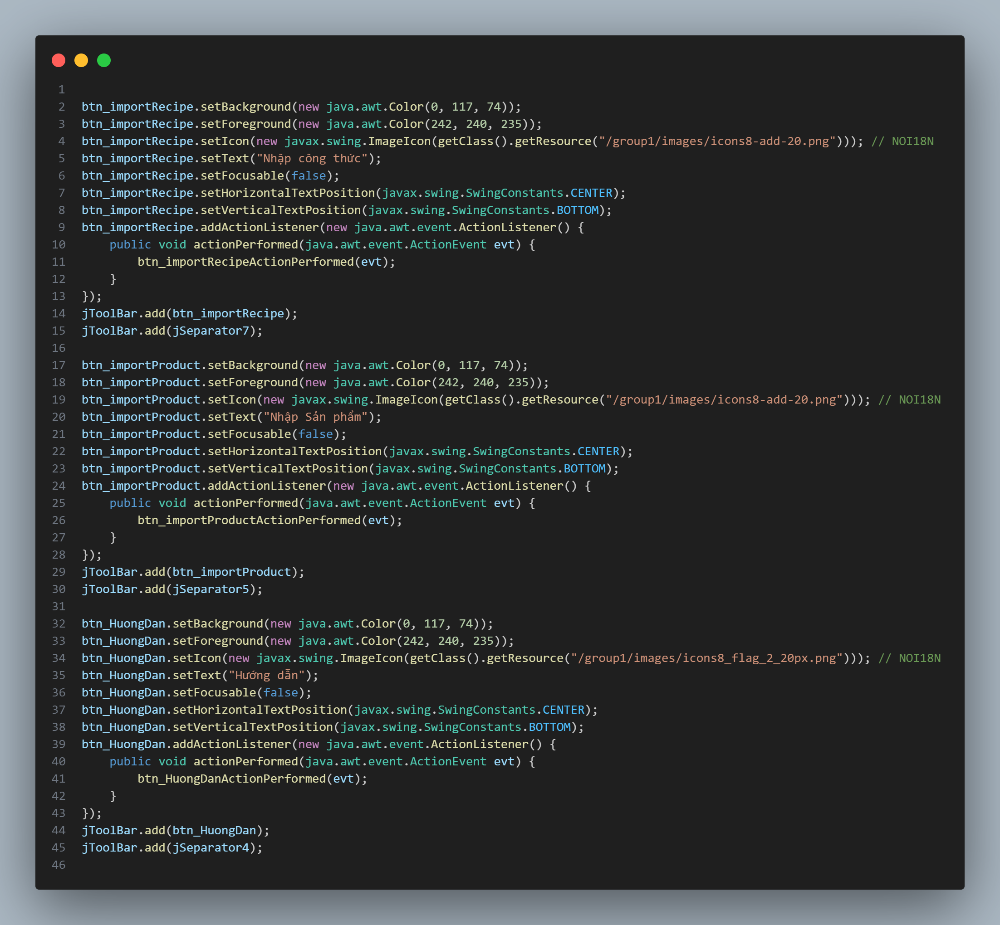 1
2 btn_importRecipe.setBackground(new java.awt.Color(0, 117, 74));
3 btn_importRecipe.setForeground(new java.awt.Color(242, 240, 235));
4 btn_importRecipe.setIcon(new javax.swing.ImageIcon(getClass().getResource("/group1/images/icons8-add-20.png"))); // NOI18N
5 btn_importRecipe.setText("Nhập công thức");
6 btn_importRecipe.setFocusable(false);
7 btn_importRecipe.setHorizontalTextPosition(javax.swing.SwingConstants.CENTER);
8 btn_importRecipe.setVerticalTextPosition(javax.swing.SwingConstants.BOTTOM);
9 btn_importRecipe.addActionListener(new java.awt.event.ActionListener() {
10     public void actionPerformed(java.awt.event.ActionEvent evt) {
11         btn_importRecipeActionPerformed(evt);
12     }
13 });
14 jToolBar.add(btn_importRecipe);
15 jToolBar.add(jSeparator7);
16
17 btn_importProduct.setBackground(new java.awt.Color(0, 117, 74));
18 btn_importProduct.setForeground(new java.awt.Color(242, 240, 235));
19 btn_importProduct.setIcon(new javax.swing.ImageIcon(getClass().getResource("/group1/images/icons8-add-20.png"))); // NOI18N
20 btn_importProduct.setText("Nhập Sản phẩm");
21 btn_importProduct.setFocusable(false);
22 btn_importProduct.setHorizontalTextPosition(javax.swing.SwingConstants.CENTER);
23 btn_importProduct.setVerticalTextPosition(javax.swing.SwingConstants.BOTTOM);
24 btn_importProduct.addActionListener(new java.awt.event.ActionListener() {
25     public void actionPerformed(java.awt.event.ActionEvent evt) {
26         btn_importProductActionPerformed(evt);
27     }
28 });
29 jToolBar.add(btn_importProduct);
30 jToolBar.add(jSeparator5);
31
32 btn_HuongDan.setBackground(new java.awt.Color(0, 117, 74));
33 btn_HuongDan.setForeground(new java.awt.Color(242, 240, 235));
34 btn_HuongDan.setIcon(new javax.swing.ImageIcon(getClass().getResource("/group1/images/icons8_flag_2_20px.png"))); // NOI18N
35 btn_HuongDan.setText("Hướng dẫn");
36 btn_HuongDan.setFocusable(false);
37 btn_HuongDan.setHorizontalTextPosition(javax.swing.SwingConstants.CENTER);
38 btn_HuongDan.setVerticalTextPosition(javax.swing.SwingConstants.BOTTOM);
39 btn_HuongDan.addActionListener(new java.awt.event.ActionListener() {
40     public void actionPerformed(java.awt.event.ActionEvent evt) {
41         btn_HuongDanActionPerformed(evt);
42     }
43 });
44 jToolBar.add(btn_HuongDan);
45 jToolBar.add(jSeparator4);
46